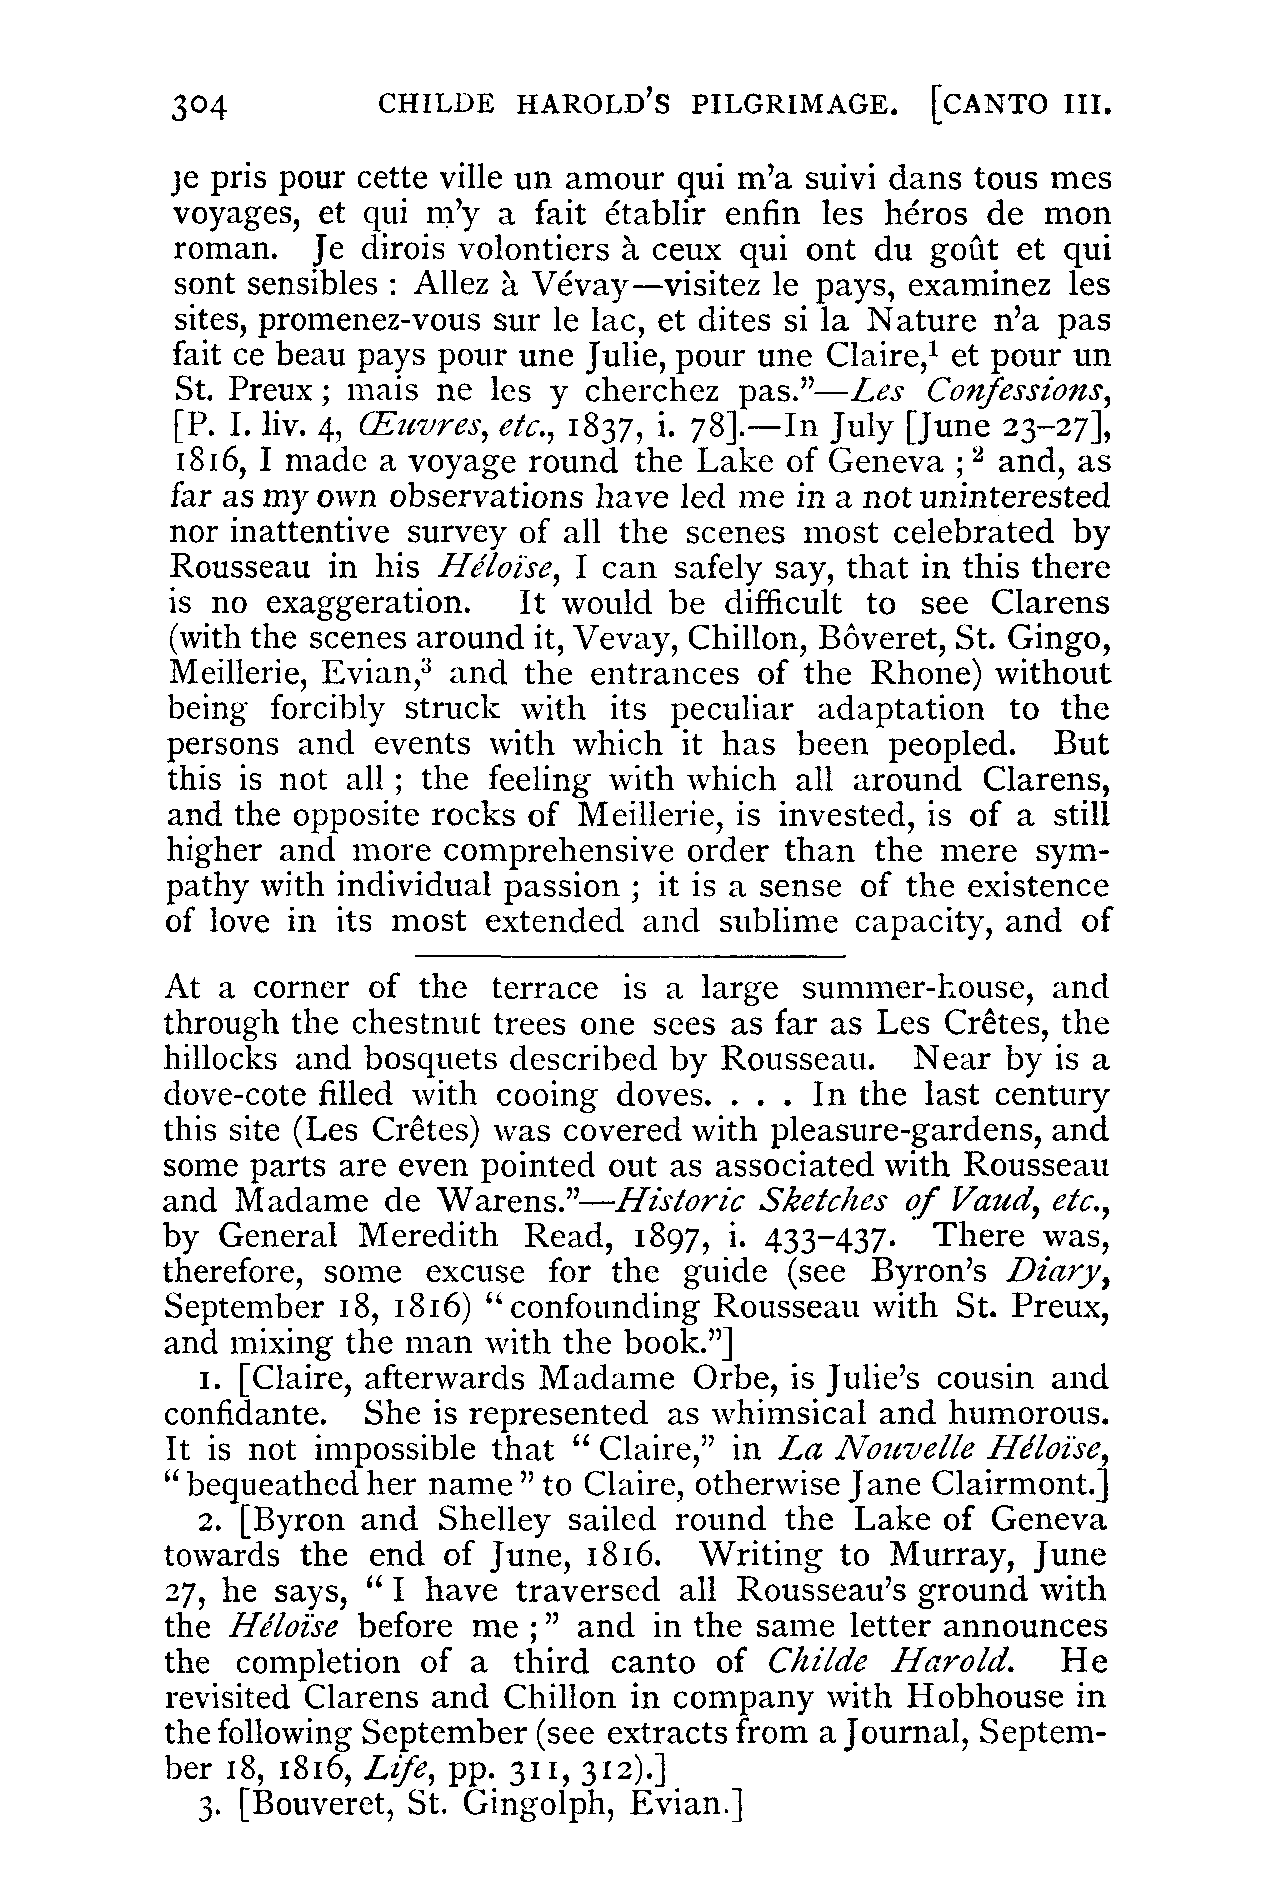 304 CHILDE HAROLD'S PILGRIMAGE. [CANTO III.
je pris pour cette ville un amour qui m'a suivi dans tous mes
voyages, et qui m'y a fait établir enfin les héros de mon
roman. Je dirois volontiers à ceux qui ont du goût et qui
sont sensibles : Allez à Vévay—visitez le pays, examinez les
sites, promenez-vous sur le lac, et dites si la Nature n'a pas
fait ce beau pays pour une Julie, pour une Claire,¹ et pour un
St. Preux ; mais ne les y cherchez pas."—Les Confessions,
[P. I. liv. 4, Œuvres, etc., 1837, i. 78].—In July [June 23–27],
1816, I made a voyage round the Lake of Geneva ; ² and, as
far as my own observations have led me in a not uninterested
nor inattentive survey of all the scenes most celebrated by
Rousseau in his Héloïse, I can safely say, that in this there
is no exaggeration. It would be difficult to see Clarens
(with the scenes around it, Vevay, Chillon, Bôveret, St. Gingo,
Meillerie, Evian,³ and the entrances of the Rhone) without
being forcibly struck with its peculiar adaptation to the
persons and events with which it has been peopled. But
this is not all ; the feeling with which all around Clarens,
and the opposite rocks of Meillerie, is invested, is of a still
higher and more comprehensive order than the mere sym-
pathy with individual passion ; it is a sense of the existence
of love in its most extended and sublime capacity, and of
At a corner of the terrace is a large summer-house, and
through the chestnut trees one sees as far as Les Crêtes, the
hillocks and bosquets described by Rousseau. Near by is a
dove-cote filled with cooing doves. . . . In the last century
this site (Les Crêtes) was covered with pleasure-gardens, and
some parts are even pointed out as associated with Rousseau
and Madame de Warens."—Historic Sketches of Vaud, etc.,
by General Meredith Read, 1897, i. 433–437. There was,
therefore, some excuse for the guide (see Byron's Diary,
September 18, 1816) "confounding Rousseau with St. Preux,
and mixing the man with the book."]
1. [Claire, afterwards Madame Orbe, is Julie's cousin and
confidante. She is represented as whimsical and humorous.
It is not impossible that "Claire," in La Nouvelle Héloïse,
"bequeathed her name" to Claire, otherwise Jane Clairmont.]
2. [Byron and Shelley sailed round the Lake of Geneva
towards the end of June, 1816. Writing to Murray, June
27, he says, "I have traversed all Rousseau's ground with
the Héloïse before me ;" and in the same letter announces
the completion of a third canto of Childe Harold. He
revisited Clarens and Chillon in company with Hobhouse in
the following September (see extracts from a Journal, Septem-
ber 18, 1816, Life, pp. 311, 312).]
3. [Bouveret, St. Gingolph, Evian.]